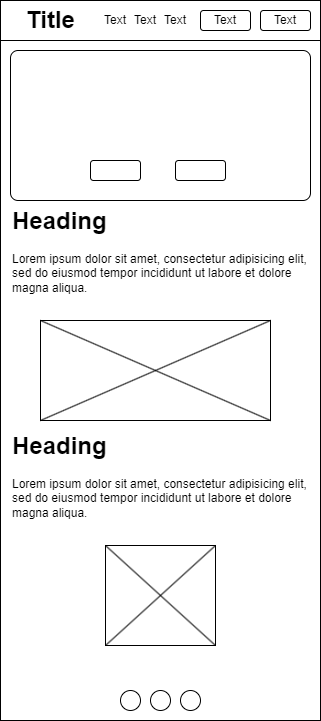 Title Text Text Text Text Text
Heading
Lorem ipsum dolor sit amet, consectetur adipisicing elit,
sed do eiusmod tempor incididunt ut labore et dolore
magna aliqua.
Heading
Lorem ipsum dolor sit amet, consectetur adipisicing elit,
sed do eiusmod tempor incididunt ut labore et dolore
magna aliqua.